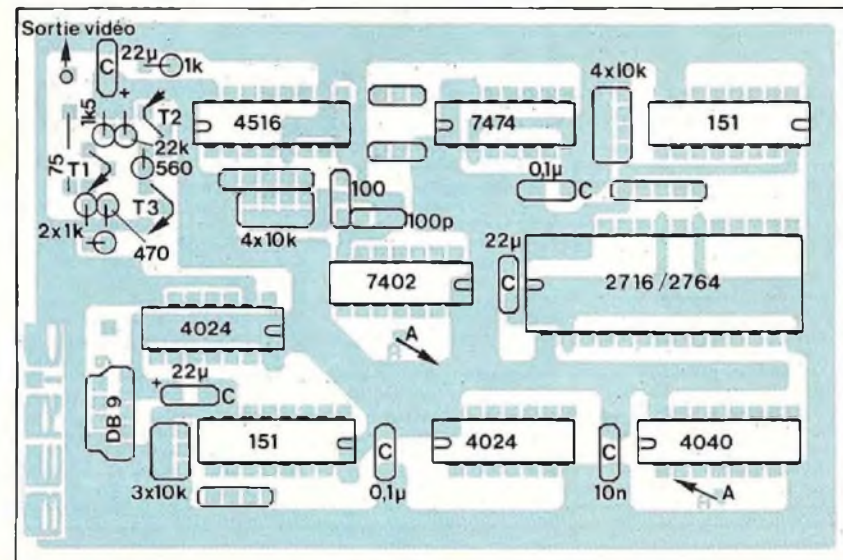 Sortie vidéo
22µ
C
+
1k
4x10k
4516
7474
151
1k5
T2
22k
75
T1
560
0,1µ
C
T3
100
100p
4x10k
2x1k
470
22µ
C
7402
2716/2764
4024
A
DB 9
+
22µ
C
BERIC
151
C
4024
C
4040
3x10k
0,1µ
10n
A